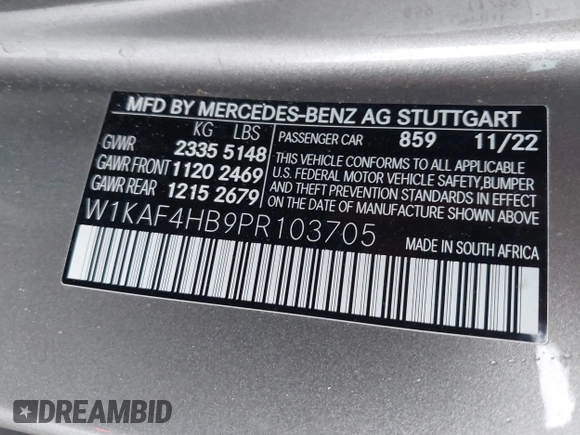 MFD BY MERCEDES-BENZ AG STUTTGART
KG LBS
GVWR 2335 5148
GAWR FRONT 1120 2469
GAWR REAR 1215 2679
PASSENGER CAR 859 11/22
THIS VEHICLE CONFORMS TO ALL APPLICABLE
U.S. FEDERAL MOTOR VEHICLE SAFETY, BUMPER
AND THEFT PREVENTION STANDARDS IN EFFECT
ON THE DATE OF MANUFACTURE SHOWN ABOVE.
W1KAF4HB9PR103705
MADE IN SOUTH AFRICA
DREAMBID